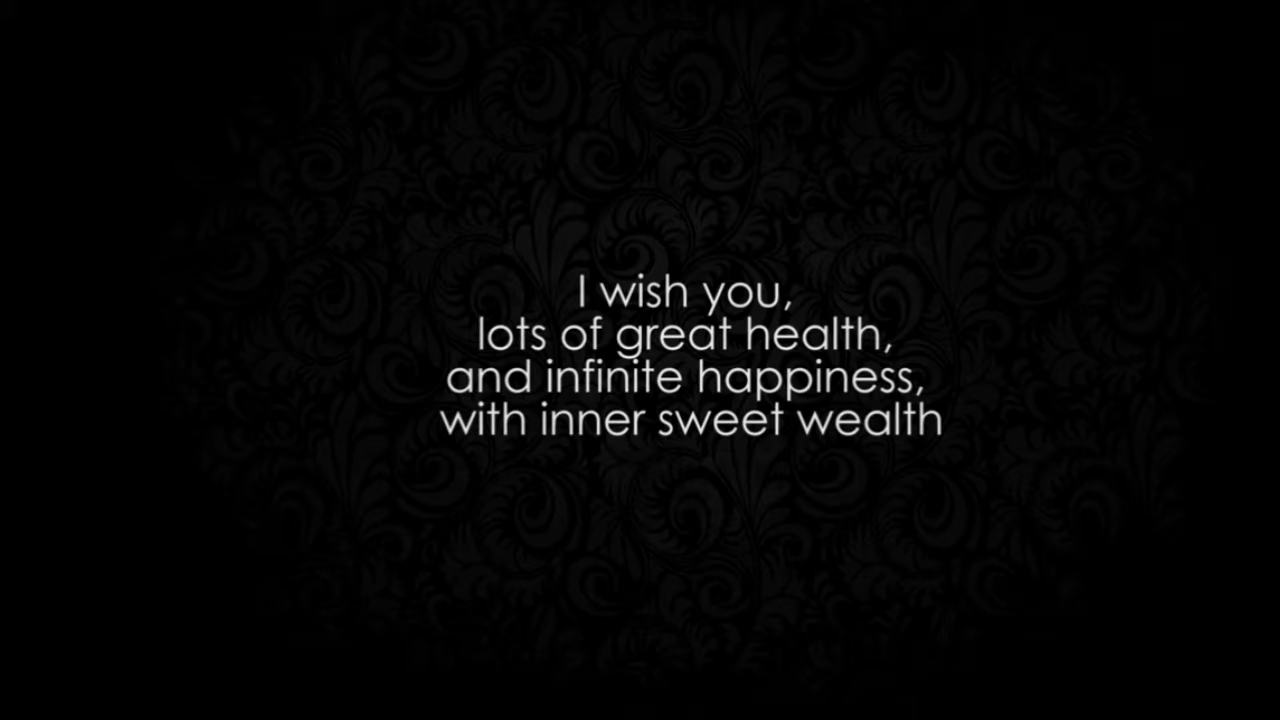 I wish you,
lots of great health,
and infinite happiness,
with inner sweet wealth